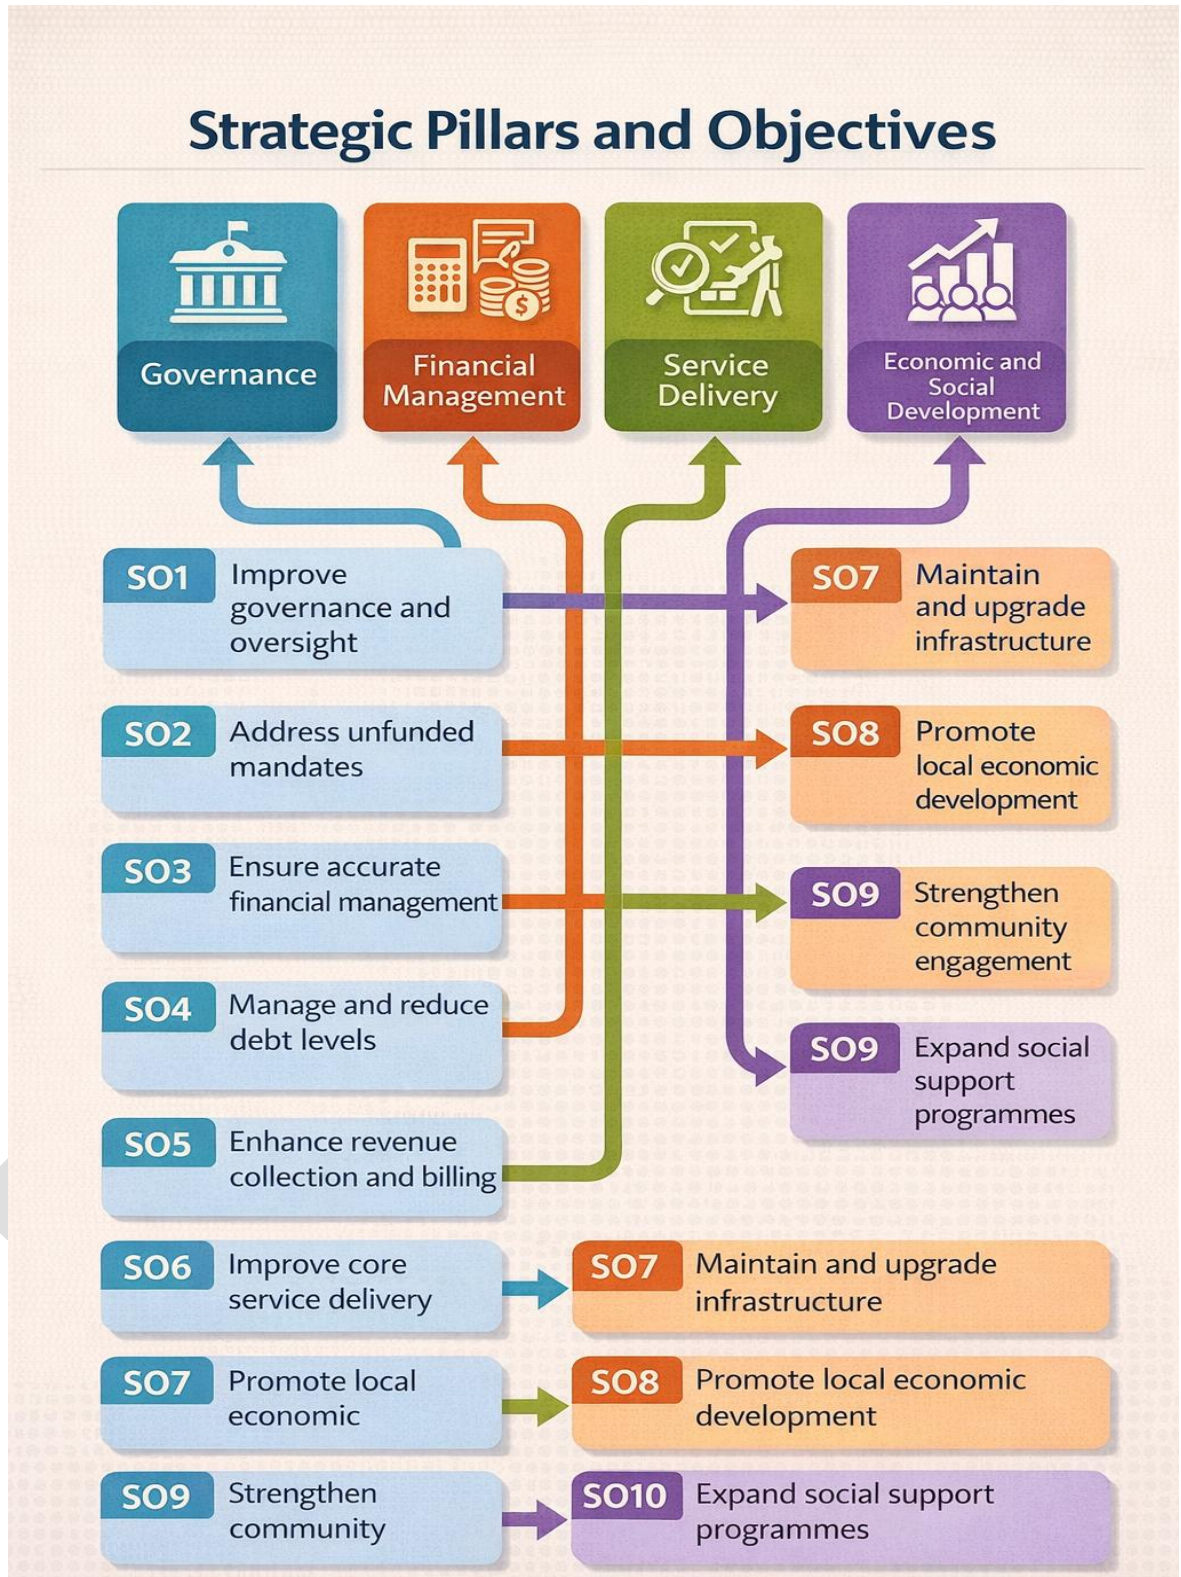 Strategic Pillars and Objectives
Governance
Financial
Management
Service
Delivery
Economic and
Social
Development
SO1
Improve
governance and
oversight
SO7
Maintain
and upgrade
infrastructure
SO2
Address unfunded
mandates
SO8
Promote
local economic
development
SO3
Ensure accurate
financial management
SO9
Strengthen
community
engagement
SO4
Manage and reduce
debt levels
SO9
Expand social
support
programmes
SO5
Enhance revenue
collection and billing
SO6
Improve core
service delivery
SO7
Maintain and upgrade
infrastructure
SO7
Promote local
economic
SO8
Promote local economic
development
SO9
Strengthen
community
SO10
Expand social support
programmes